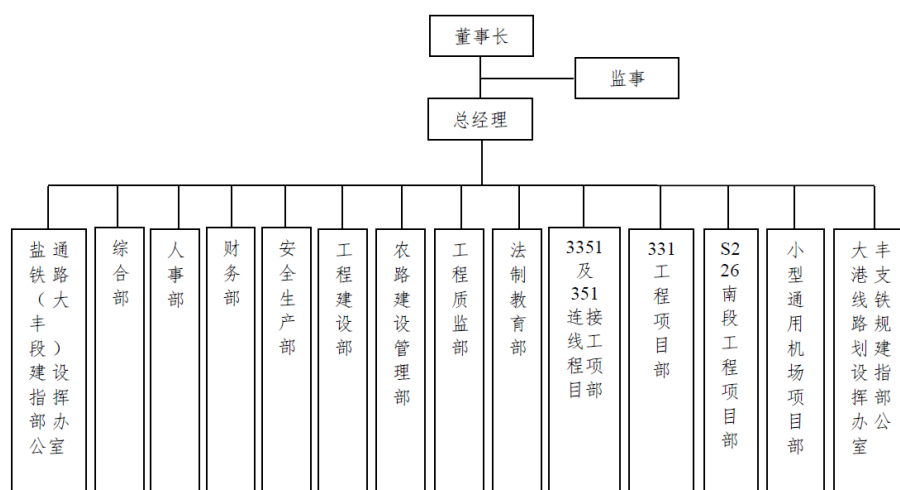 董事长
监事
总经理
盐通铁路（大丰段）建设指挥部办公室
综合部
人事部
财务部
安全生产部
工程建设部
农路建设管理部
工程质监部
法制教育部
3351及351连接线工程项目部
331工程项目部
S226南段工程项目部
小型通用机场项目部
大丰港支线铁路规划建设指挥部办公室